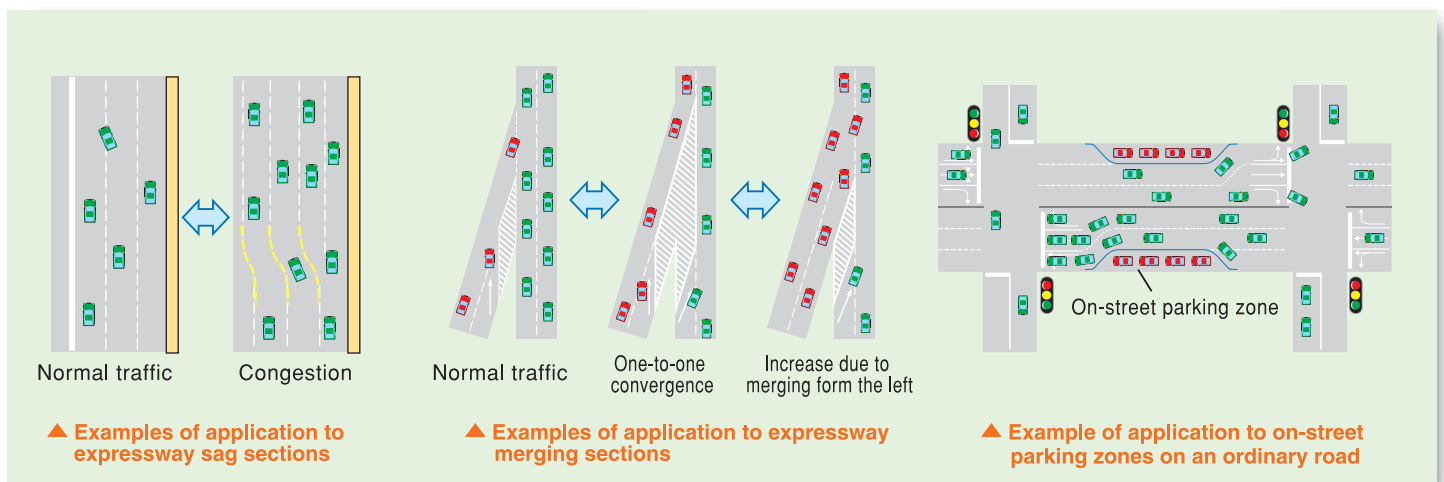 Normal traffic
Congestion
▲ Examples of application to
expressway sag sections
Normal traffic
One-to-one
convergence
Increase due to
merging form the left
▲ Examples of application to expressway
merging sections
On-street parking zone
▲ Example of application to on-street
parking zones on an ordinary road